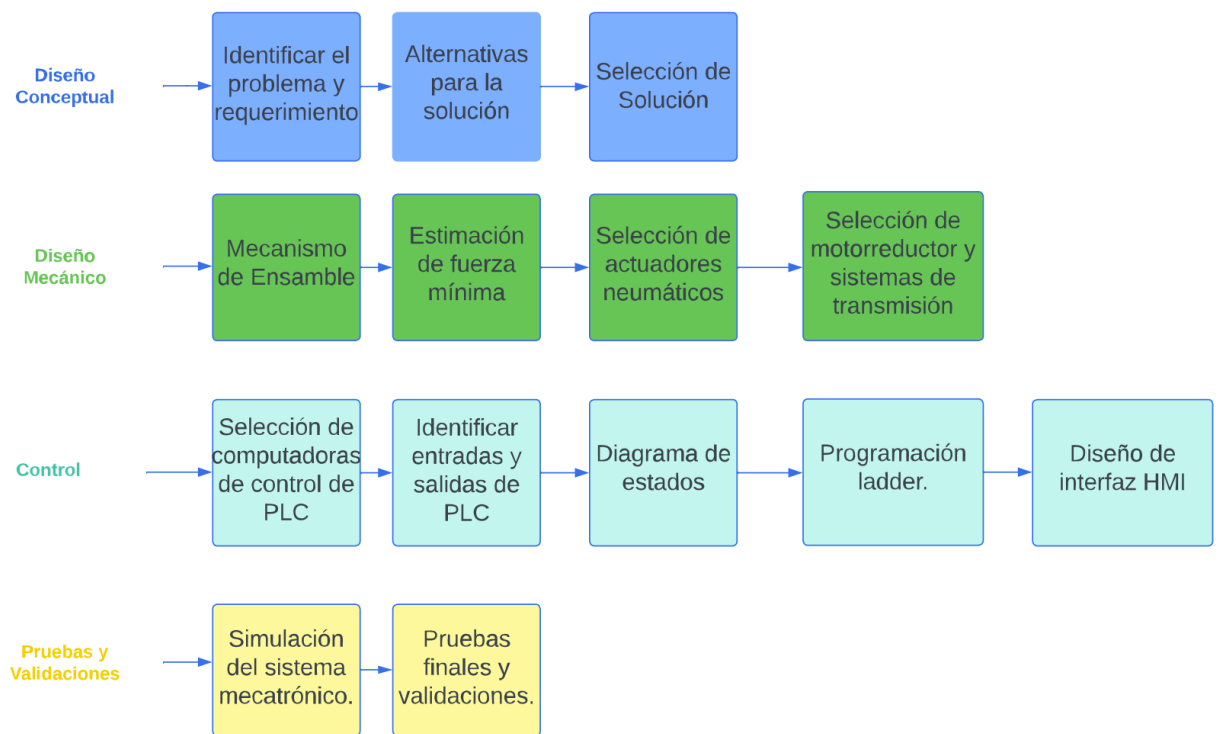 Diseño
Conceptual
Identificar el
problema y
requerimiento
Alternativas
para la
solución
Selección de
Solución
Diseño
Mecánico
Mecanismo
de Ensamble
Estimación
de fuerza
mínima
Selección de
actuadores
neumáticos
Selección de
motorreductor y
sistemas de
transmisión
Control
Selección de
computadoras
de control de
PLC
Identificar
entradas y
salidas de
PLC
Diagrama de
estados
Programación
ladder.
Diseño de
interfaz HMI
Pruebas y
Validaciones
Simulación
del sistema
mecatrónico.
Pruebas
finales y
validaciones.